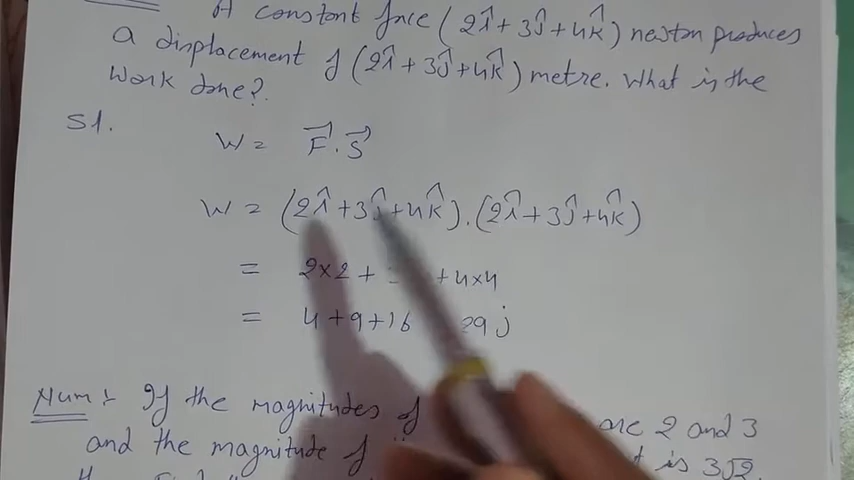 A constant force (2î + 3ĵ + 4k̂) newton produces
a displacement of (2î + 3ĵ + 4k̂) metre. What is the
work done?
Sl.
W = F⃗ . S⃗
W = (2î + 3ĵ + 4k̂) . (2î + 3ĵ + 4k̂)
= 2×2 + + 4×4
= 4 + 9 + 16 29 j
Num :- If the magnitudes of are 2 and 3
and the magnitude of is 3√2.